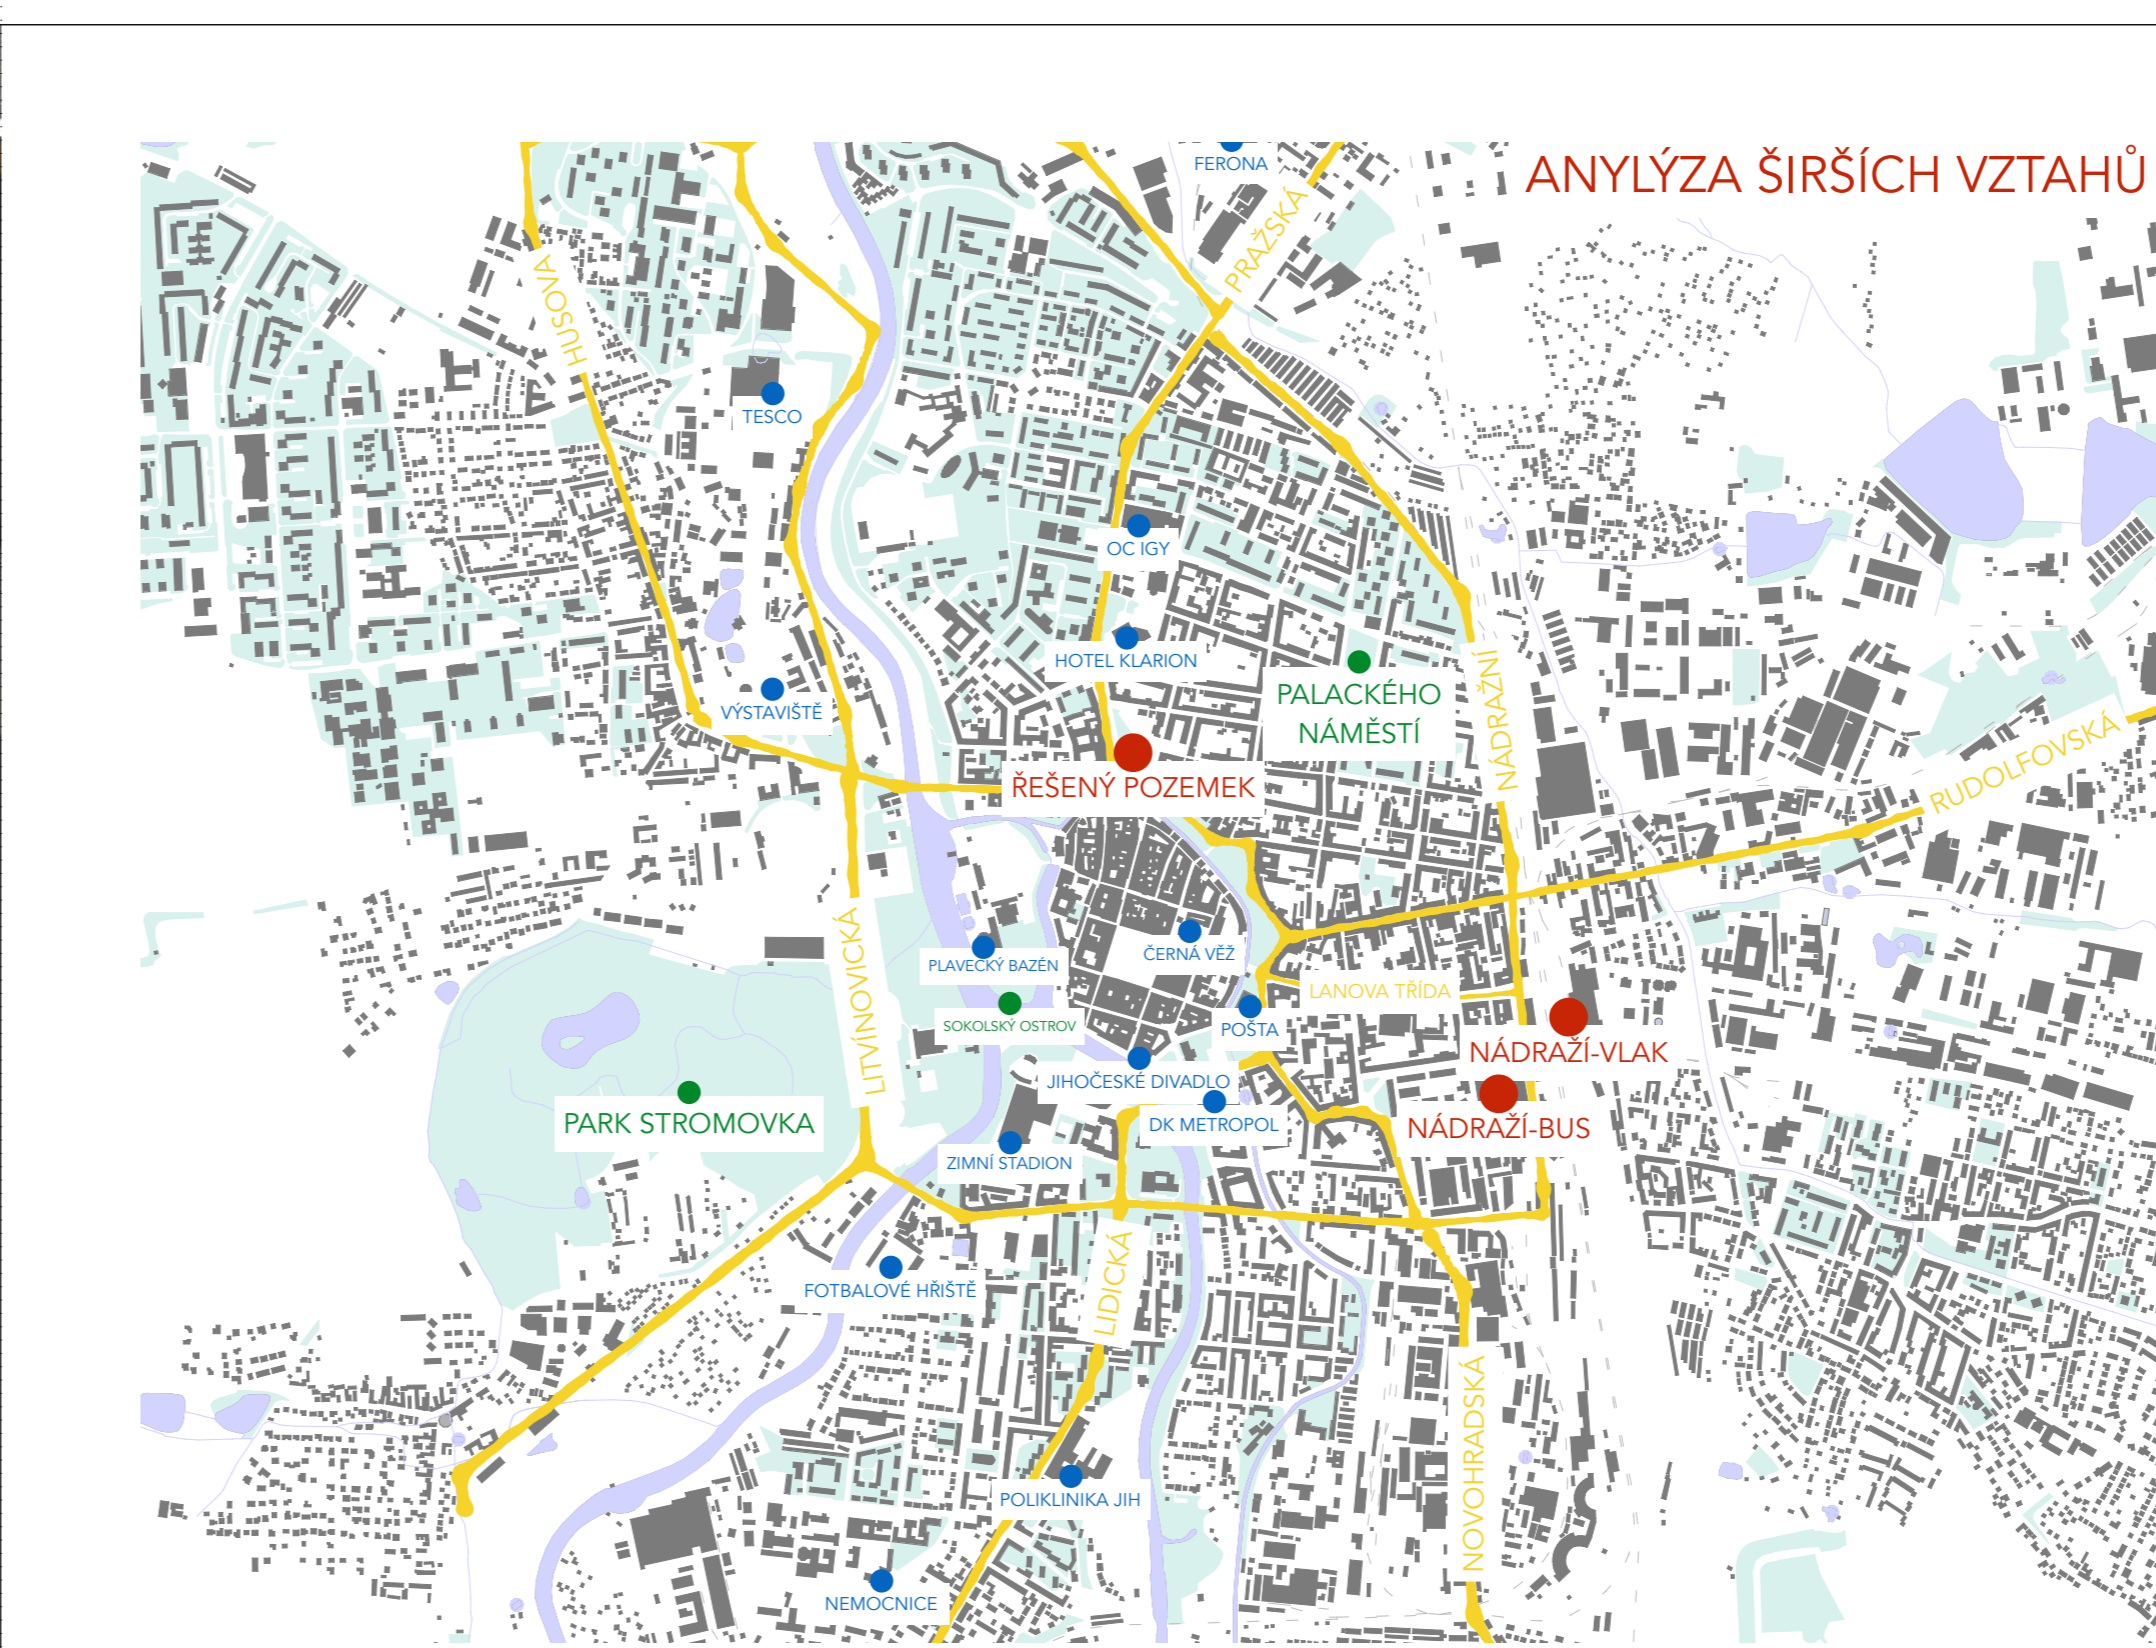 ANYLÝZA ŠIRŠÍCH VZTAHŮ
FERONA
PRAŽSKÁ
HUSOVA
TESCO
OC IGY
HOTEL KLARION
PALACKÉHO
NÁMĚSTÍ
NÁDRAŽNÍ
VÝSTAVIŠTĚ
RUDOLFOVSKÁ
ŘEŠENÝ POZEMEK
LITVÍNOVICKÁ
ČERNÁ VĚŽ
PLAVECKÝ BAZÉN
LANOVA TŘÍDA
SOKOLSKÝ OSTROV
POŠTA
NÁDRAŽÍ-VLAK
JIHOČESKÉ DIVADLO
PARK STROMOVKA
DK METROPOL
NÁDRAŽÍ-BUS
ZIMNÍ STADION
LIDICKÁ
FOTBALOVÉ HŘIŠTĚ
NOVOHRADSKÁ
POLIKLINIKA JIH
NEMOCNICE